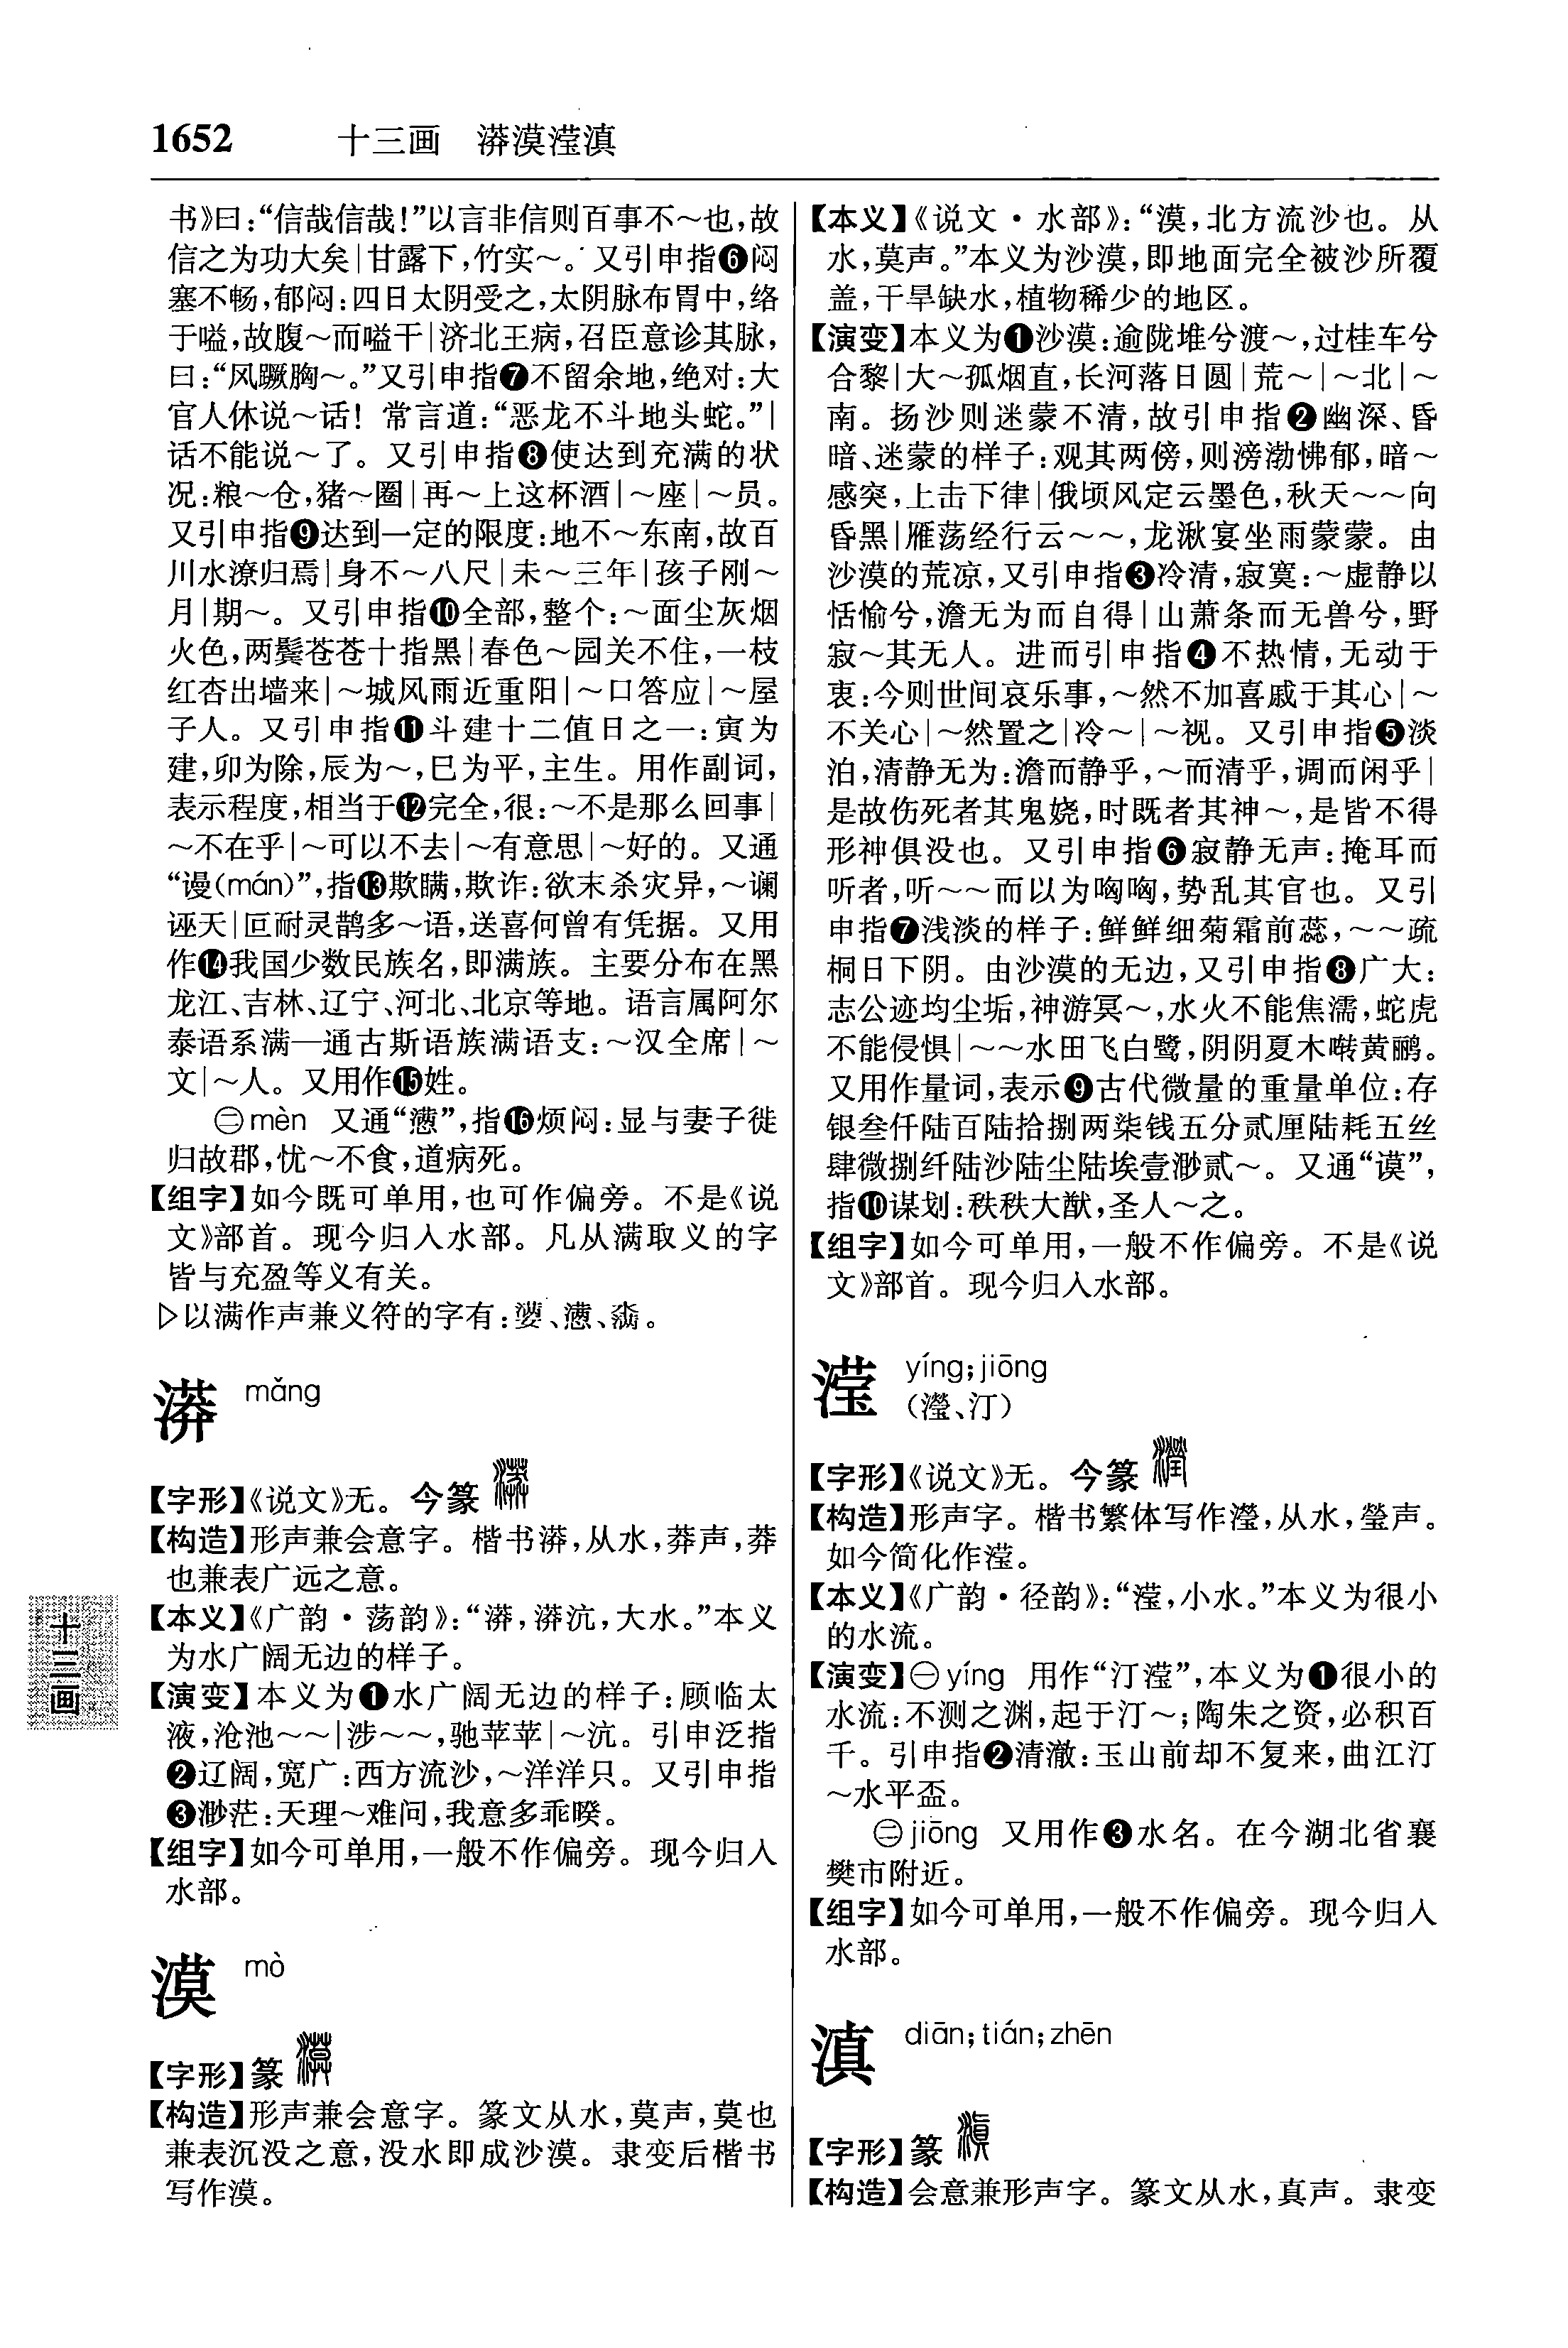 1652 十三画 漭漠滢滇
书》曰:“信哉信哉!”以言非信则百事不～也,故
信之为功大矣|甘露下,竹实～。又引申指❻闷
塞不畅,郁闷:四日太阴受之,太阴脉布胃中,络
于嗌,故腹～而嗌干|济北王病,召臣意诊其脉,
曰:“风蹶胸～。”又引申指❼不留余地,绝对:大
官人休说～话! 常言道:“恶龙不斗地头蛇。”|
话不能说～了。又引申指❽使达到充满的状
况:粮～仓,猪～圈|再～上这杯酒|～座|～员。
又引申指❾达到一定的限度:地不～东南,故百
川水潦归焉|身不～八尺|未～三年|孩子刚～
月|期～。又引申指❿全部,整个:～面尘灰烟
火色,两鬓苍苍十指黑|春色～园关不住,一枝
红杏出墙来|～城风雨近重阳|～口答应|～屋
子人。又引申指⓫斗建十二值日之一:寅为
建,卯为除,辰为～,巳为平,主生。用作副词,
表示程度,相当于⓬完全,很:～不是那么回事|
～不在乎|～可以不去|～有意思|～好的。又通
“谩(mán)”,指⓭欺瞒,欺诈:欲末杀灾异,～谰
诬天|叵耐灵鹊多～语,送喜何曾有凭据。又用
作⓮我国少数民族名,即满族。主要分布在黑
龙江、吉林、辽宁、河北、北京等地。语言属阿尔
泰语系满—通古斯语族满语支:～汉全席|～
文|～人。又用作⓯姓。
㊁mèn 又通“懑”,指⓰烦闷:显与妻子徙
归故郡,忧～不食,道病死。
【组字】如今既可单用,也可作偏旁。不是《说
文》部首。现今归入水部。凡从满取义的字
皆与充盈等义有关。
▷以满作声兼义符的字有:
漭 mǎng
【字形】《说文》无。今篆
【构造】形声兼会意字。楷书漭,从水,莽声,莽
也兼表广远之意。
【本义】《广韵·荡韵》:“漭,漭沆,大水。”本义
为水广阔无边的样子。
【演变】本义为❶水广阔无边的样子:顾临太
液,沧池～～|涉～～,驰苹苹|～沆。引申泛指
❷辽阔,宽广:西方流沙,～洋洋只。又引申指
❸渺茫:天理～难问,我意多乖暌。
【组字】如今可单用,一般不作偏旁。现今归入
水部。
漠 mò
【字形】篆
【构造】形声兼会意字。篆文从水,莫声,莫也
兼表沉没之意,没水即成沙漠。隶变后楷书
写作漠。
【本义】《说文·水部》:“漠,北方流沙也。从
水,莫声。”本义为沙漠,即地面完全被沙所覆
盖,干旱缺水,植物稀少的地区。
【演变】本义为❶沙漠:逾陇堆兮渡～,过桂车兮
合黎|大～孤烟直,长河落日圆|荒～|～北|～
南。扬沙则迷蒙不清,故引申指❷幽深、昏
暗、迷蒙的样子:观其两傍,则滂渤怫郁,暗～
感突,上击下律|俄顷风定云墨色,秋天～～向
昏黑|雁荡经行云～～,龙湫宴坐雨蒙蒙。由
沙漠的荒凉,又引申指❸冷清,寂寞:～虚静以
恬愉兮,澹无为而自得|山萧条而无兽兮,野
寂～其无人。进而引申指❹不热情,无动于
衷:今则世间哀乐事,～然不加喜戚于其心|～
不关心|～然置之|冷～|～视。又引申指❺淡
泊,清静无为:澹而静乎,～而清乎,调而闲乎|
是故伤死者其鬼娆,时既者其神～,是皆不得
形神俱没也。又引申指❻寂静无声:掩耳而
听者,听～～而以为哅哅,势乱其官也。又引
申指❼浅淡的样子:鲜鲜细菊霜前蕊,～～疏
桐日下阴。由沙漠的无边,又引申指❽广大:
志公迹均尘垢,神游冥～,水火不能焦濡,蛇虎
不能侵惧|～～水田飞白鹭,阴阴夏木啭黄鹂。
又用作量词,表示❾古代微量的重量单位:存
银叁仟陆百陆拾捌两柒钱五分贰厘陆耗五丝
肆微捌纤陆沙陆尘陆埃壹渺贰～。又通“谟”,
指❿谋划:秩秩大猷,圣人～之。
【组字】如今可单用,一般不作偏旁。不是《说
文》部首。现今归入水部。
滢 yíng;jiōng
(瀅、汀)
【字形】《说文》无。今篆
【构造】形声字。楷书繁体写作瀅,从水,瑩声。
如今简化作滢。
【本义】《广韵·径韵》:“滢,小水。”本义为很小
的水流。
【演变】㊀yíng 用作“汀滢”,本义为❶很小的
水流:不测之渊,起于汀～;陶朱之资,必积百
千。引申指❷清澈:玉山前却不复来,曲江汀
～水平盃。
㊁jiōng 又用作❸水名。在今湖北省襄
樊市附近。
【组字】如今可单用,一般不作偏旁。现今归入
水部。
滇 diān;tián;zhēn
【字形】篆
【构造】会意兼形声字。篆文从水,真声。隶变
十三画